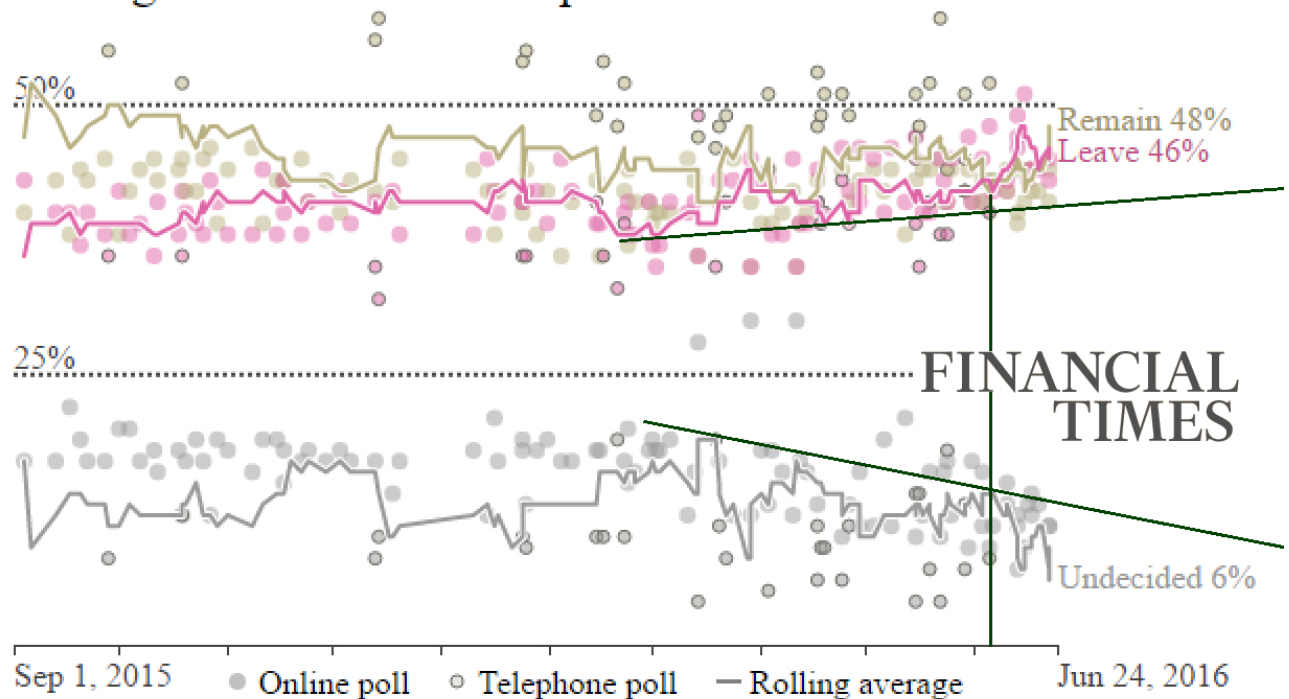 50%
Remain 48%
Leave 46%
25%
FINANCIAL
TIMES
Undecided 6%
Sep 1, 2015
Online poll
Telephone poll
Rolling average
Jun 24, 2016